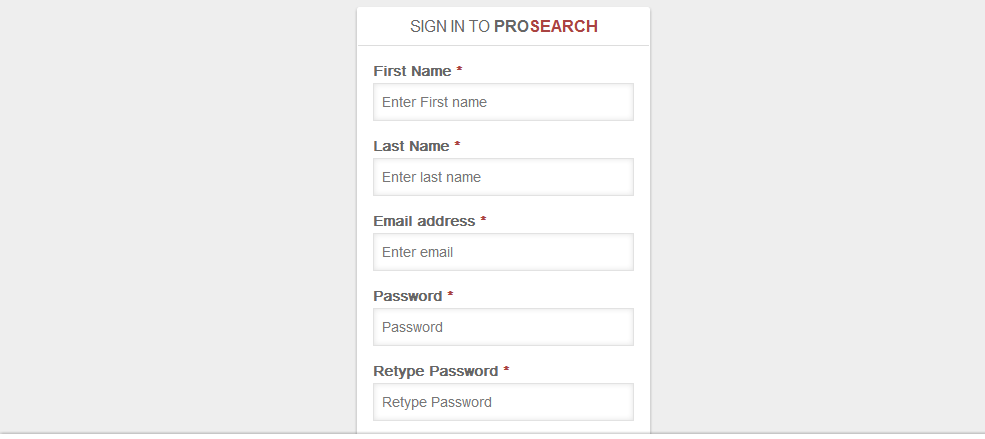 SIGN IN TO PROSEARCH
First Name *
Enter First name
Last Name *
Enter last name
Email address *
Enter email
Password *
Password
Retype Password *
Retype Password